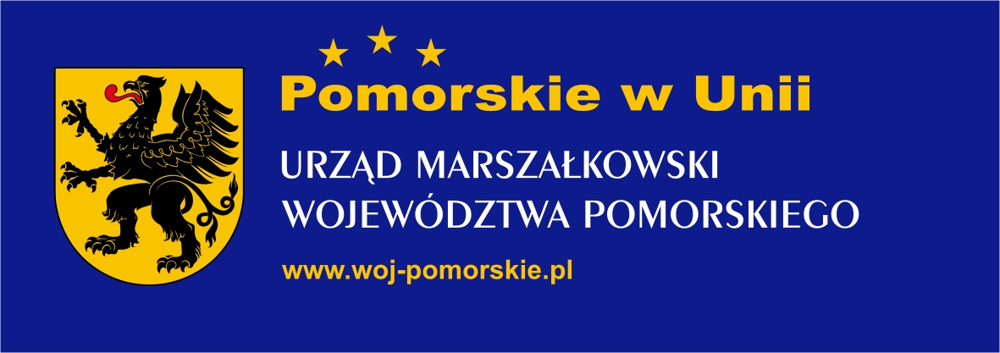 Pomorskie w Unii
URZĄD MARSZAŁKOWSKI
WOJEWÓDZTWA POMORSKIEGO
www.woj-pomorskie.pl